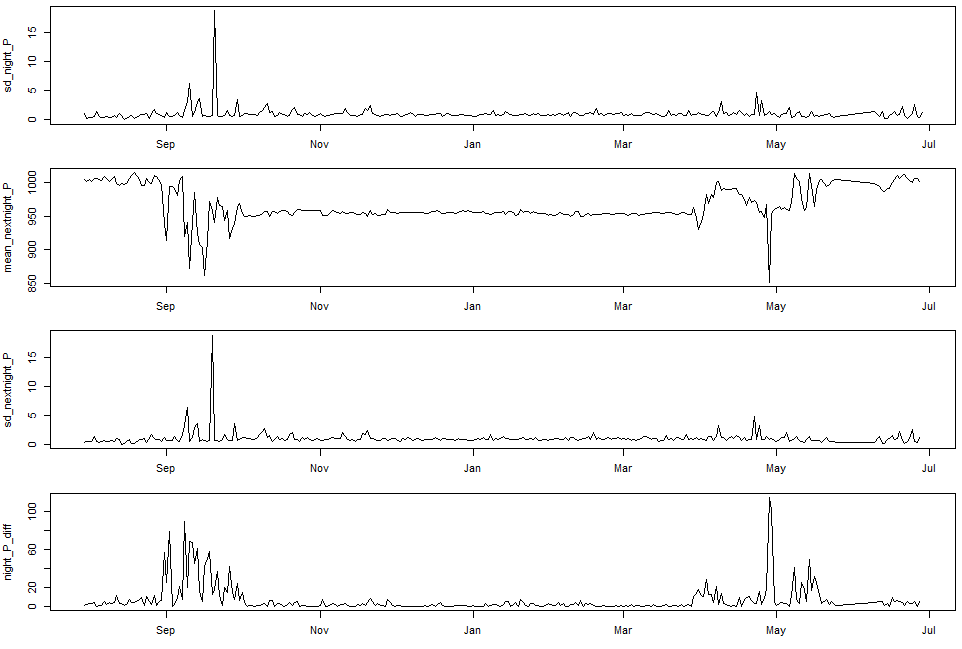 sd_night_P
0 5 10 15
Sep Nov Jan Mar May Jul
mean_nextnight_P
850 900 950 1000
Sep Nov Jan Mar May Jul
sd_nextnight_P
0 5 10 15
Sep Nov Jan Mar May Jul
night_P_diff
0 20 60 100
Sep Nov Jan Mar May Jul